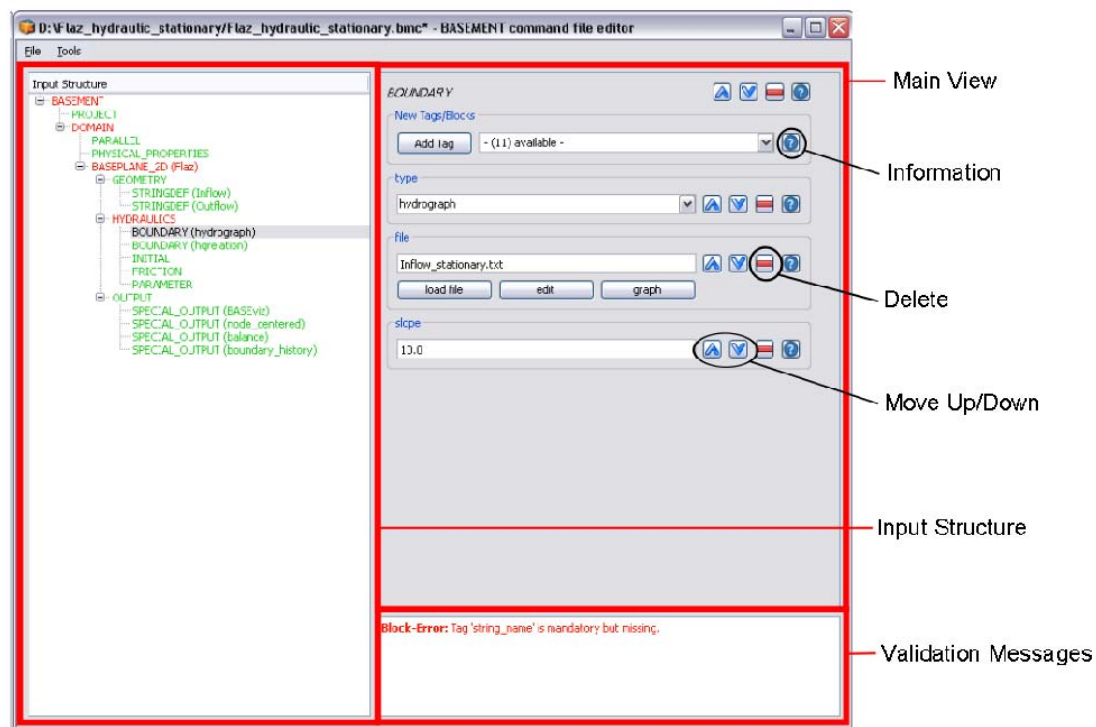 D:\Flaz_hydraulic_stationary/Flaz_hydraulic_stationary.bmc* - BASEMENT command file editor
File Tools
Input Structure
BASEMENT
PROJECT
DOMAIN
PARALLEL
PHYSICAL_PROPERTIES
BASEPLANE_2D (Flaz)
GEOMETRY
STRINGDEF (Inflow)
STRINGDEF (Outflow)
HYDRAULICS
BOUNDARY (hydrograph)
BOUNDARY (hqrelation)
INITIAL
FRICTION
PARAMETER
OUTPUT
SPECIAL_OUTPUT (BASEviz)
SPECIAL_OUTPUT (node_centered)
SPECIAL_OUTPUT (balance)
SPECIAL_OUTPUT (boundary_history)
BOUNDARY
New Tags/Blocks
Add Tag
- (11) available -
type
hydrograph
file
Inflow_stationary.txt
load file
edit
graph
slope
10.0
Block-Error: Tag 'string_name' is mandatory but missing.
Main View
Information
Delete
Move Up/Down
Input Structure
Validation Messages